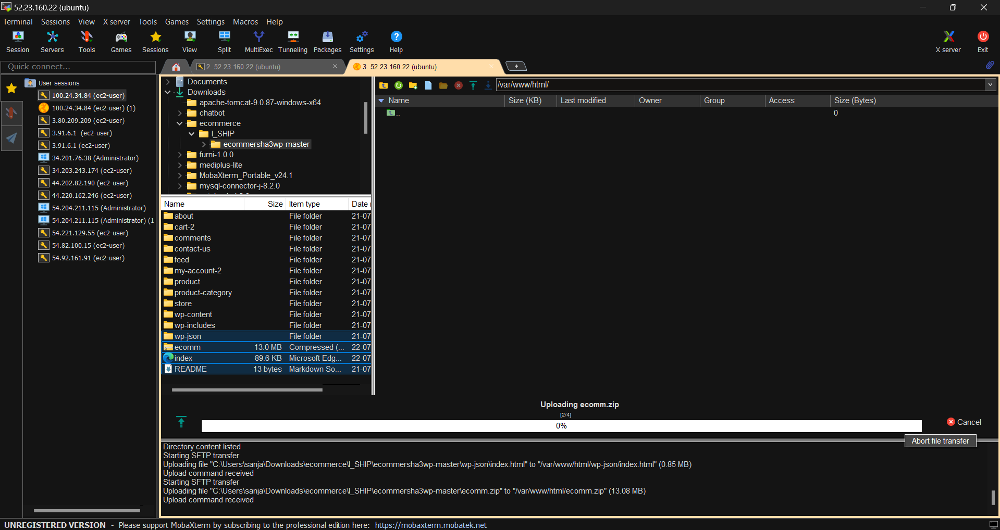 52.23.160.22 (ubuntu)
Terminal Sessions View X server Tools Games Settings Macros Help
Session Servers Tools Games Sessions View Split MultiExec Tunneling Packages Settings Help X server Exit
Quick connect...
2. 52.23.160.22 (ubuntu)
3. 52.23.160.22 (ubuntu)
User sessions
100.24.34.84 (ec2-user)
100.24.34.84 (ec2-user) (1)
3.80.209.209 (ec2-user)
3.91.6.1 (ec2-user)
3.91.6.1 (ec2-user)
34.201.76.38 (Administrator)
34.203.243.174 (ec2-user)
44.202.82.190 (ec2-user)
44.220.162.246 (ec2-user)
54.204.211.115 (Administrator)
54.204.211.115 (Administrator) (1
54.221.129.55 (ec2-user)
54.82.100.15 (ec2-user)
54.92.161.91 (ec2-user)
Documents
Downloads
apache-tomcat-9.0.87-windows-x64
chatbot
ecommerce
I_SHIP
ecommersha3wp-master
furni-1.0.0
mediplus-lite
MobaXterm_Portable_v24.1
mysql-connector-j-8.2.0
Name Size Item type Date
about File folder 21-07
cart-2 File folder 21-07
comments File folder 21-07
contact-us File folder 21-07
feed File folder 21-07
my-account-2 File folder 21-07
product File folder 21-07
product-category File folder 21-07
store File folder 21-07
wp-content File folder 21-07
wp-includes File folder 21-07
wp-json File folder 21-07
ecomm 13.0 MB Compressed (... 22-07
index 89.6 KB Microsoft Edg... 22-07
README 13 bytes Markdown So... 21-07
/var/www/html/
Name Size (KB) Last modified Owner Group Access Size (Bytes)
.. 0
Uploading ecomm.zip
[2/4]
0%
Cancel
Abort file transfer
Directory content listed
Starting SFTP transfer
Uploading file "C:\Users\sanja\Downloads\ecommerce\I_SHIP\ecommersha3wp-master\wp-json\index.html" to "/var/www/html/wp-json/index.html" (0.85 MB)
Upload command received
Starting SFTP transfer
Uploading file "C:\Users\sanja\Downloads\ecommerce\I_SHIP\ecommersha3wp-master\ecomm.zip" to "/var/www/html/ecomm.zip" (13.08 MB)
Upload command received
UNREGISTERED VERSION - Please support MobaXterm by subscribing to the professional edition here: https://mobaxterm.mobatek.net